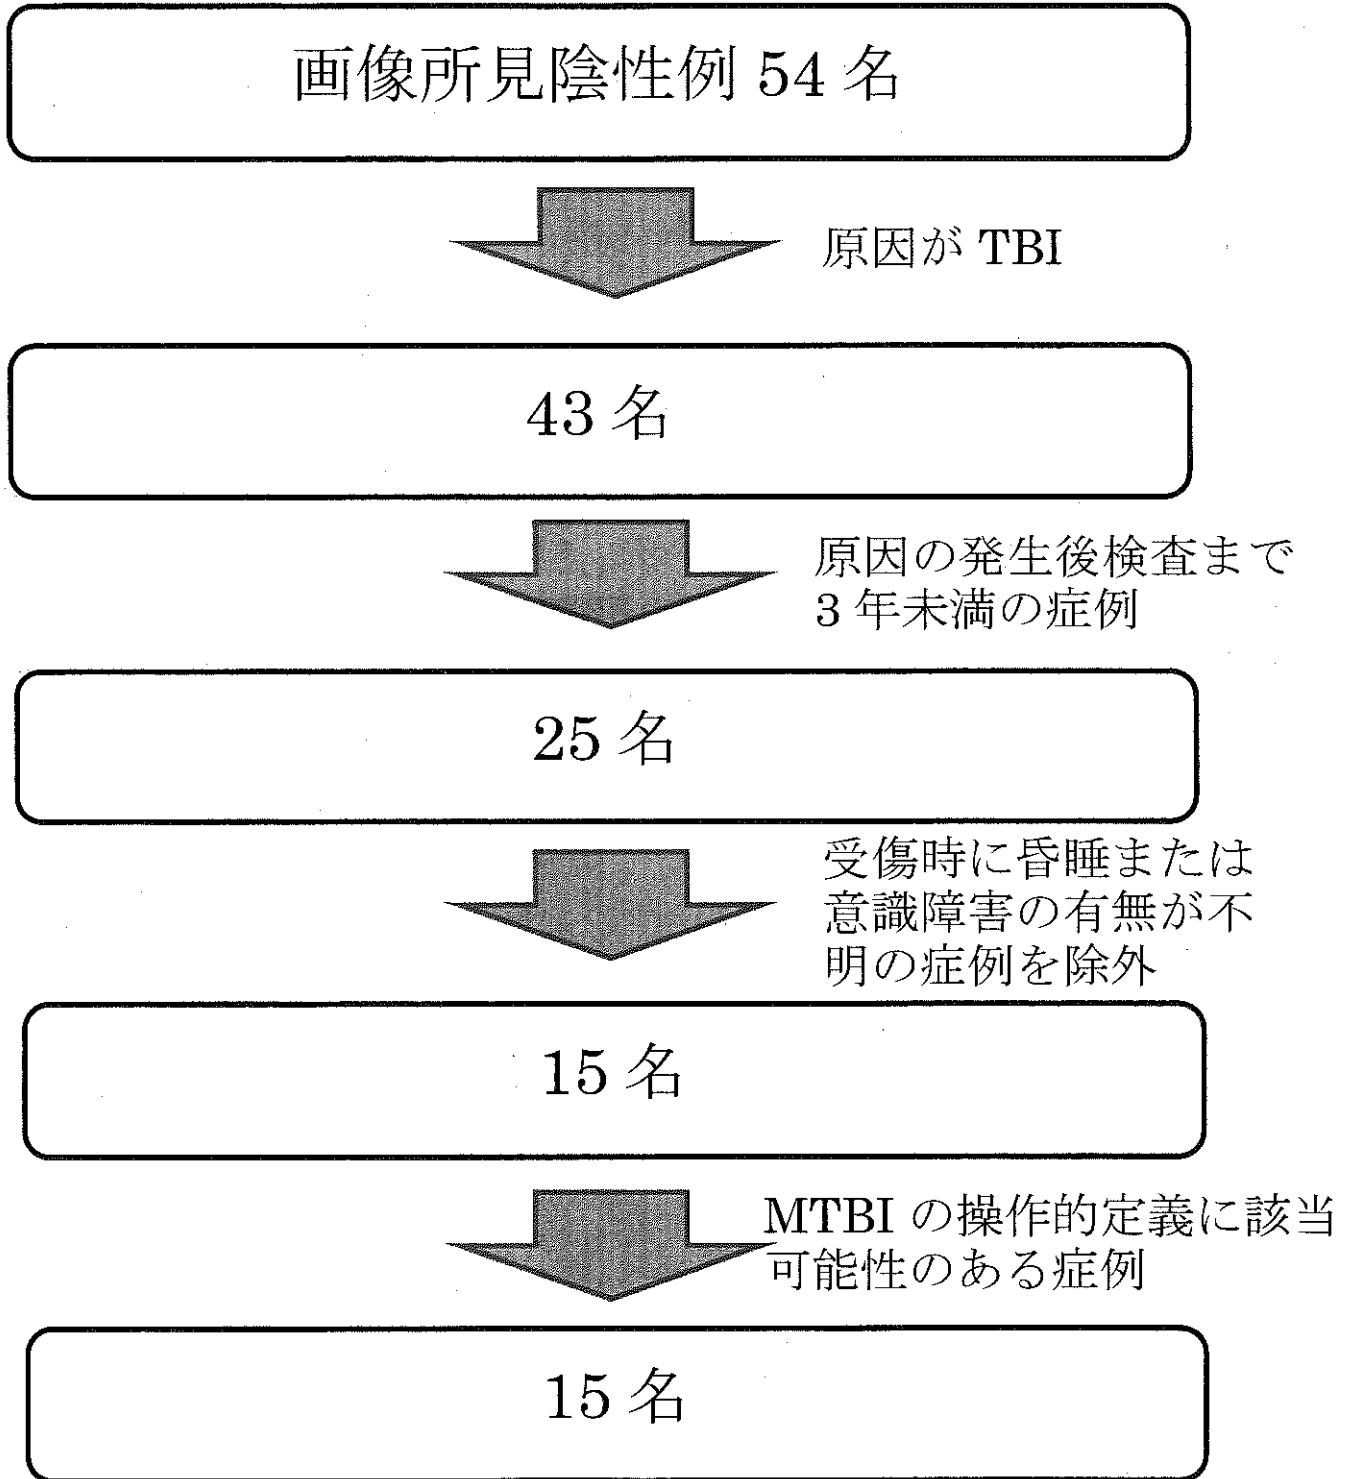 画像所見陰性例 54 名
原因が TBI
43 名
原因の発生後検査まで
3 年未満の症例
25 名
受傷時に昏睡または
意識障害の有無が不
明の症例を除外
15 名
MTBI の操作的定義に該当
可能性のある症例
15 名